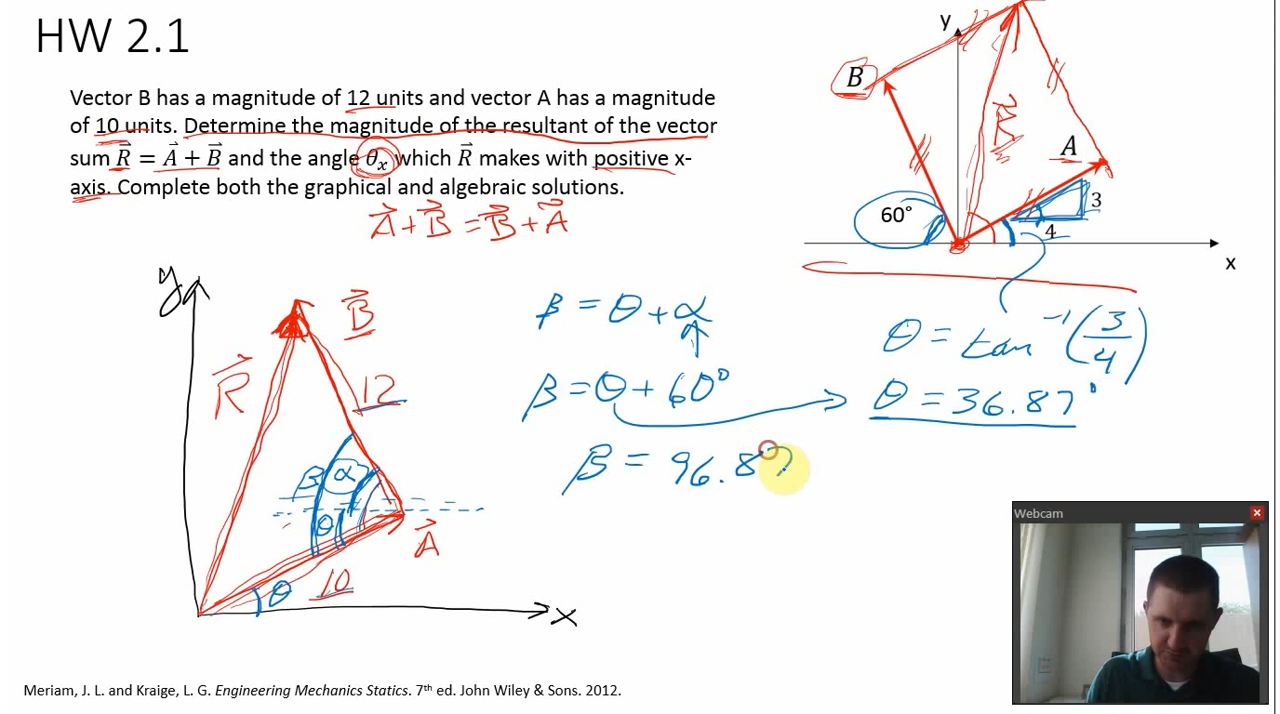 HW 2.1
Vector B has a magnitude of 12 units and vector A has a magnitude
of 10 units. Determine the magnitude of the resultant of the vector
sum R⃗ = A⃗ + B⃗ and the angle θₓ which R⃗ makes with positive x-
axis. Complete both the graphical and algebraic solutions.
A⃗ + B⃗ = B⃗ + A⃗
y
B
R⃗
A
60°
3
4
x
y
B⃗
R⃗
12
β
α
θ
A⃗
10
θ
x
β = θ + α
β = θ + 60°
β = 96.87
θ = tan⁻¹(3/4)
θ = 36.87°
Webcam
Meriam, J. L. and Kraige, L. G. Engineering Mechanics Statics. 7th ed. John Wiley & Sons. 2012.